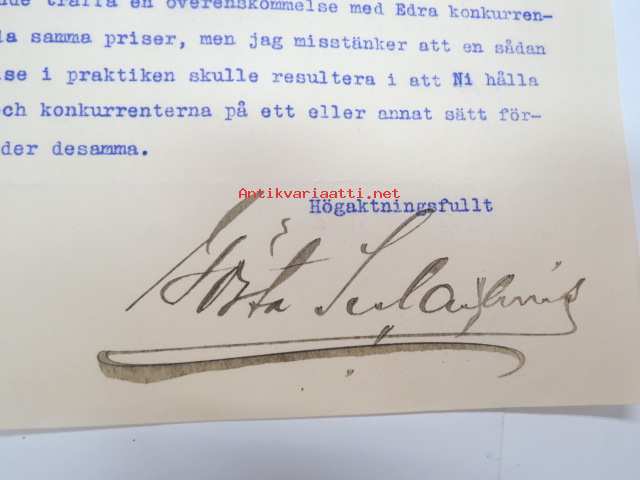 träffa en överenskommelse med Edra konkurren-
samma priser, men jag misstänker att en sådan
se i praktiken skulle resultera i att Ni hålla
ch konkurrenterna på ett eller annat sätt för-
der desamma.
Antikvariaatti.net
Högaktningsfullt
Gösta